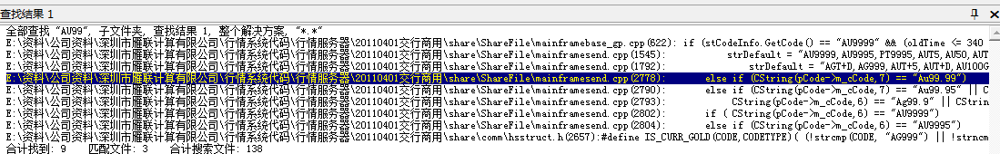 查找结果 1
全部查找 "AU99", 子文件夹, 查找结果 1, 整个解决方案, "*.*"
E:\资料\公司资料\深圳市雁联计算有限公司\行情系统代码\行情服务器\20110401交行商用\share\ShareFile\mainframebase_gp.cpp(622): if (stCodeInfo.GetCode() == "AU9999" && (oldTime <= 340
E:\资料\公司资料\深圳市雁联计算有限公司\行情系统代码\行情服务器\20110401交行商用\share\ShareFile\mainframesend.cpp(1545): strDefault = "AU9999,AU9995,PT9995,AUT5,AU50,AUT
E:\资料\公司资料\深圳市雁联计算有限公司\行情系统代码\行情服务器\20110401交行商用\share\ShareFile\mainframesend.cpp(1792): strDefault = "AGT+D,AG999,AUT+5,AUT+D,AU100G
E:\资料\公司资料\深圳市雁联计算有限公司\行情系统代码\行情服务器\20110401交行商用\share\ShareFile\mainframesend.cpp(2778): else if (CString(pCode->m_cCode,7) == "Au99.99")
E:\资料\公司资料\深圳市雁联计算有限公司\行情系统代码\行情服务器\20110401交行商用\share\ShareFile\mainframesend.cpp(2790): else if (CString(pCode->m_cCode,7) == "Au99.95" || C
E:\资料\公司资料\深圳市雁联计算有限公司\行情系统代码\行情服务器\20110401交行商用\share\ShareFile\mainframesend.cpp(2793): CString(pCode->m_cCode,6) == "Ag99.9" || CStrin
E:\资料\公司资料\深圳市雁联计算有限公司\行情系统代码\行情服务器\20110401交行商用\share\ShareFile\mainframesend.cpp(2802): if ( CString(pCode->m_cCode,6) == "AU9999")
E:\资料\公司资料\深圳市雁联计算有限公司\行情系统代码\行情服务器\20110401交行商用\share\ShareFile\mainframesend.cpp(2804): else if (CString(pCode->m_cCode,6) == "AU9995")
E:\资料\公司资料\深圳市雁联计算有限公司\行情系统代码\行情服务器\20110401交行商用\share\comm\hsstruct.h(2657):#define IS_CURR_GOLD(CODE,CODETYPE)( (!strcmp(CODE, "AG999") || !strncm
合计找到: 9 匹配文件: 3 合计搜索文件: 138